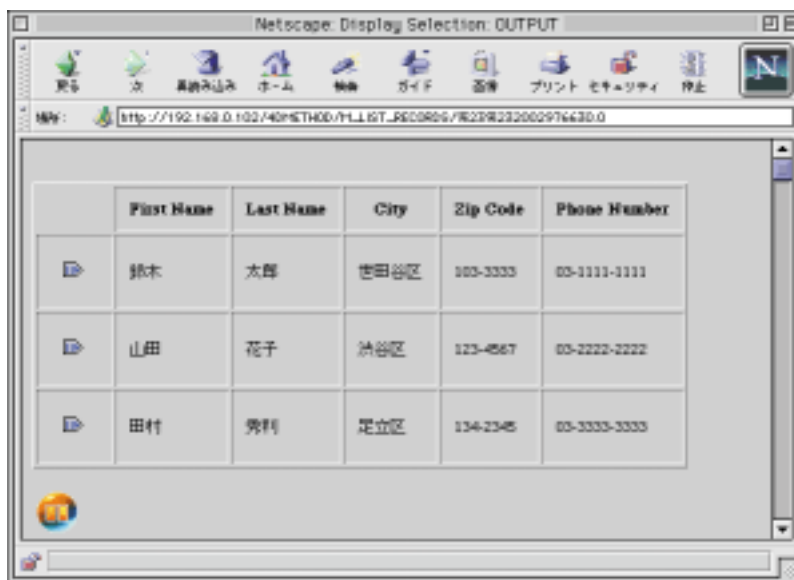 Netscape: Display Selection: OUTPUT
戻る 次 再読み込み ホーム 検索 ガイド 画像 プリント セキュリティ 停止
N
場所: http://192.168.0.102/4DMETHOD/M_LIST_RECORDS/
First Name Last Name City Zip Code Phone Number
鈴木 太郎 世田谷区 103-3333 03-1111-1111
山田 花子 渋谷区 123-4567 03-2222-2222
田村 秀利 足立区 134-2345 03-3333-3333